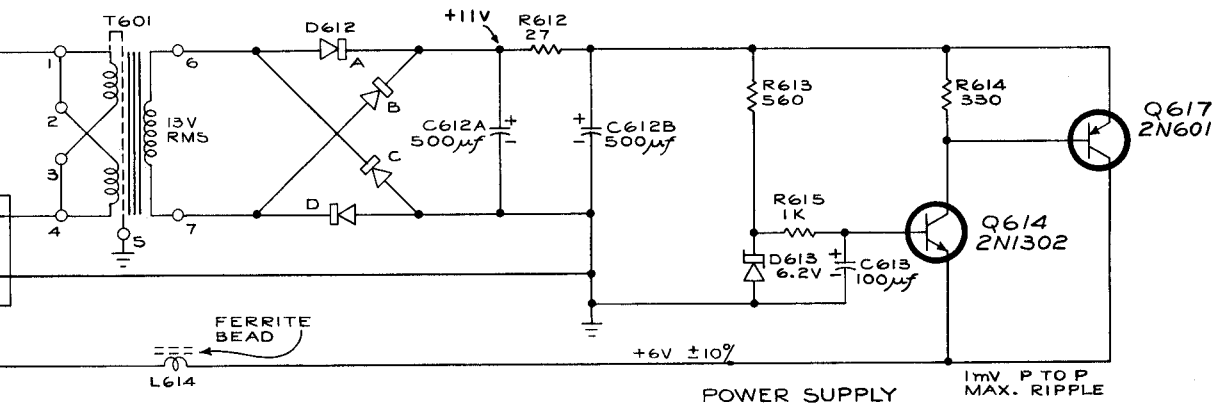 T601
1
2
3
4
5
6
7
13V
RMS
D612
A
B
C
D
+11V
R612
27
C612A
500µf
+
-
C612B
500µf
+
-
R613
560
R614
330
Q617
2N601
R615
1K
Q614
2N1302
D613
6.2V
+
-
C613
100µf
FERRITE
BEAD
L614
+6V ±10%
POWER SUPPLY
1mV P TO P
MAX. RIPPLE